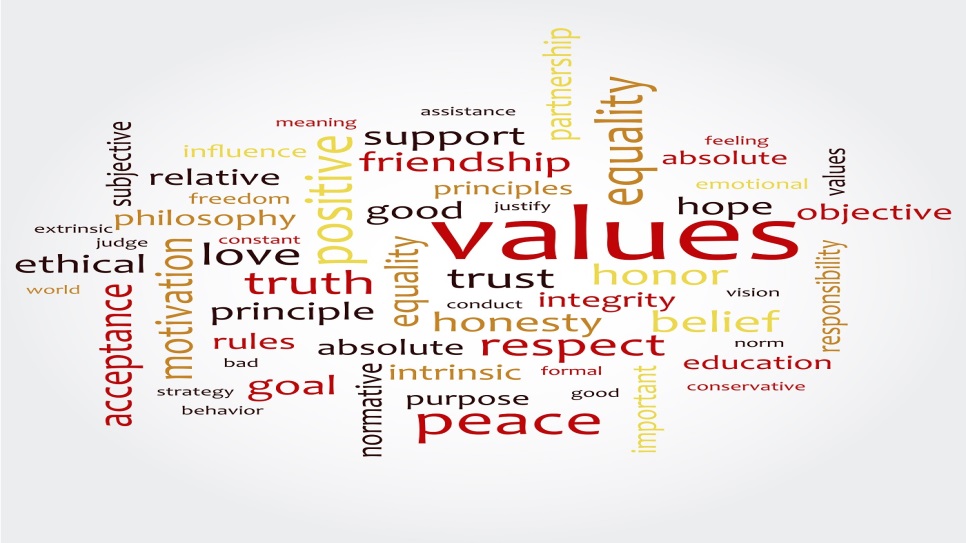 partnership
equality
assistance
meaning
support
subjective
positive
influence
friendship
feeling
absolute
values
relative
principles
emotional
freedom
good
justify
hope
objective
philosophy
values
extrinsic
judge
constant
love
equality
motivation
responsibility
ethical
trust
honor
truth
world
acceptance
principle
conduct
integrity
vision
honesty
belief
rules
absolute
respect
norm
bad
intrinsic
formal
education
strategy
goal
normative
purpose
good
important
conservative
behavior
peace